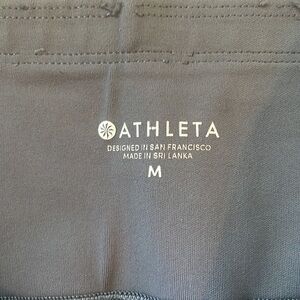 ATHLETA
DESIGNED IN SAN FRANCISCO
MADE IN SRI LANKA
M